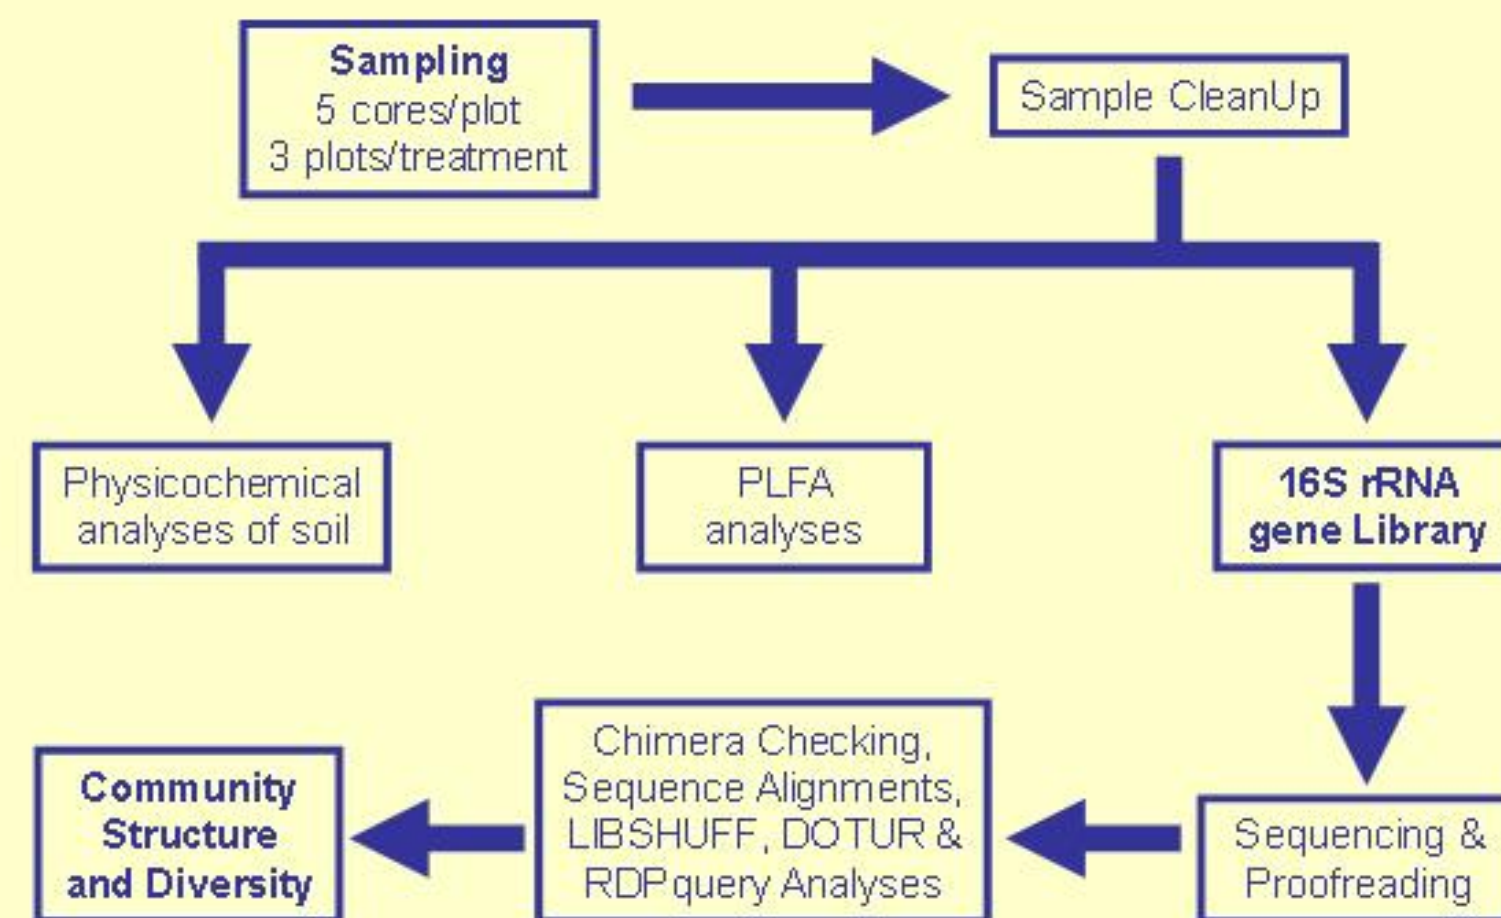 Sampling
5 cores/plot
3 plots/treatment
Sample CleanUp
Physicochemical
analyses of soil
PLFA
analyses
16S rRNA
gene Library
Chimera Checking,
Sequence Alignments,
LIBSHUFF, DOTUR &
RDPquery Analyses
Community
Structure
and Diversity
Sequencing &
Proofreading